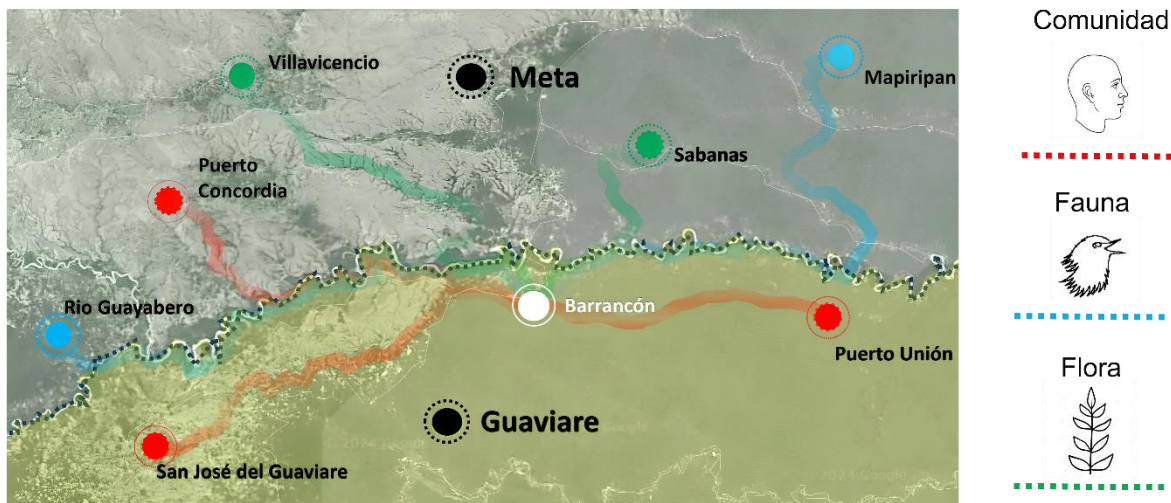 Villavicencio
Meta
Mapiripan
Sabanas
Puerto
Concordia
Rio Guayabero
Barrancón
Puerto Unión
Guaviare
San José del Guaviare
Comunidad
Fauna
Flora